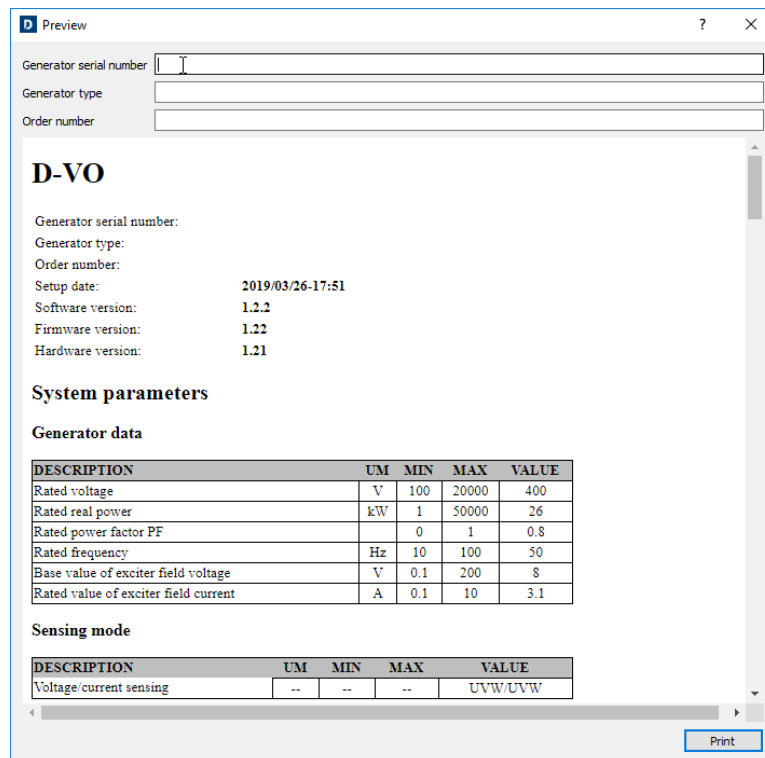 D Preview ? ×
Generator serial number
Generator type
Order number
D-VO
Generator serial number:
Generator type:
Order number:
Setup date: 2019/03/26-17:51
Software version: 1.2.2
Firmware version: 1.22
Hardware version: 1.21
System parameters
Generator data
DESCRIPTION UM MIN MAX VALUE
Rated voltage V 100 20000 400
Rated real power kW 1 50000 26
Rated power factor PF 0 1 0.8
Rated frequency Hz 10 100 50
Base value of exciter field voltage V 0.1 200 8
Rated value of exciter field current A 0.1 10 3.1
Sensing mode
DESCRIPTION UM MIN MAX VALUE
Voltage/current sensing -- -- -- UVW/UVW
Print